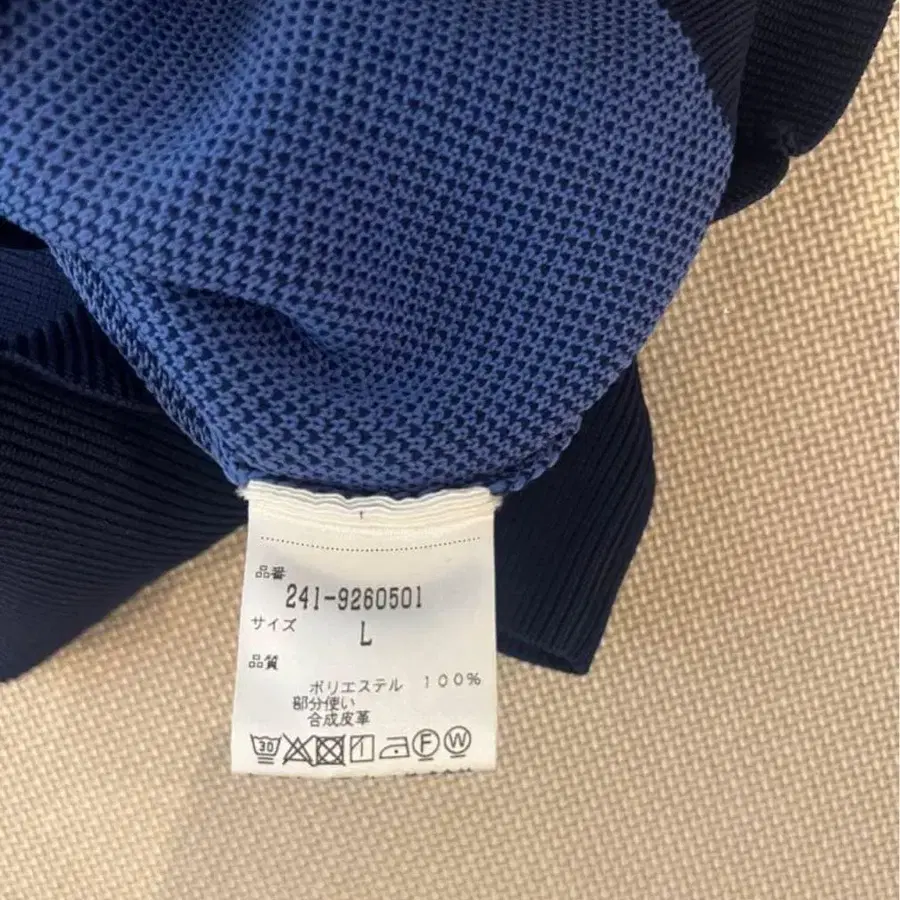 品番
241-9260501
サイズ
L
品質
ポリエステル 100%
部分使い
合成皮革
30 F W